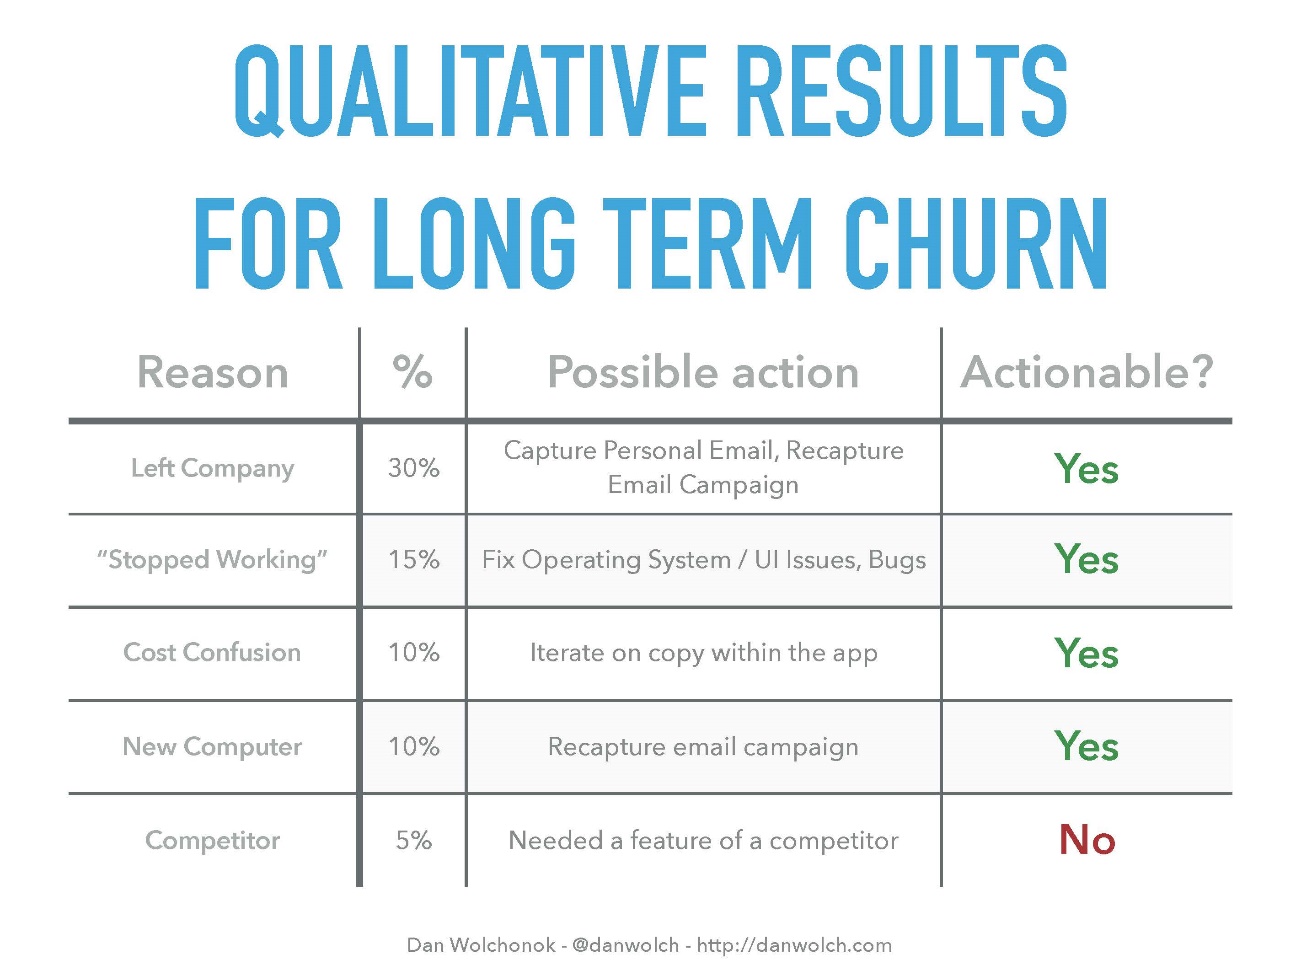 QUALITATIVE RESULTS
FOR LONG TERM CHURN
Reason % Possible action Actionable?
Left Company 30% Capture Personal Email, Recapture
Email Campaign Yes
“Stopped Working” 15% Fix Operating System / UI Issues, Bugs Yes
Cost Confusion 10% Iterate on copy within the app Yes
New Computer 10% Recapture email campaign Yes
Competitor 5% Needed a feature of a competitor No
Dan Wolchonok - @danwolch - http://danwolch.com